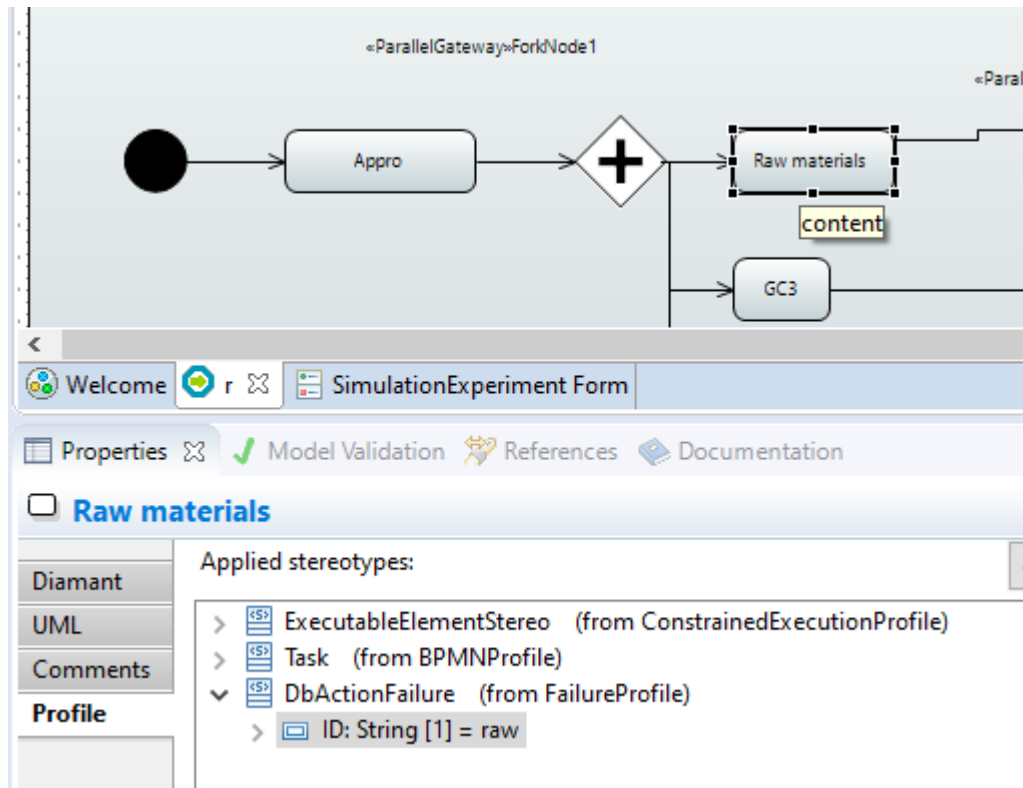 «ParallelGateway»ForkNode1
«Paral
Appro
Raw materials
content
GC3
Welcome
r
SimulationExperiment Form
Properties
Model Validation
References
Documentation
Raw materials
Applied stereotypes:
Diamant
UML
Comments
Profile
ExecutableElementStereo (from ConstrainedExecutionProfile)
Task (from BPMNProfile)
DbActionFailure (from FailureProfile)
ID: String [1] = raw